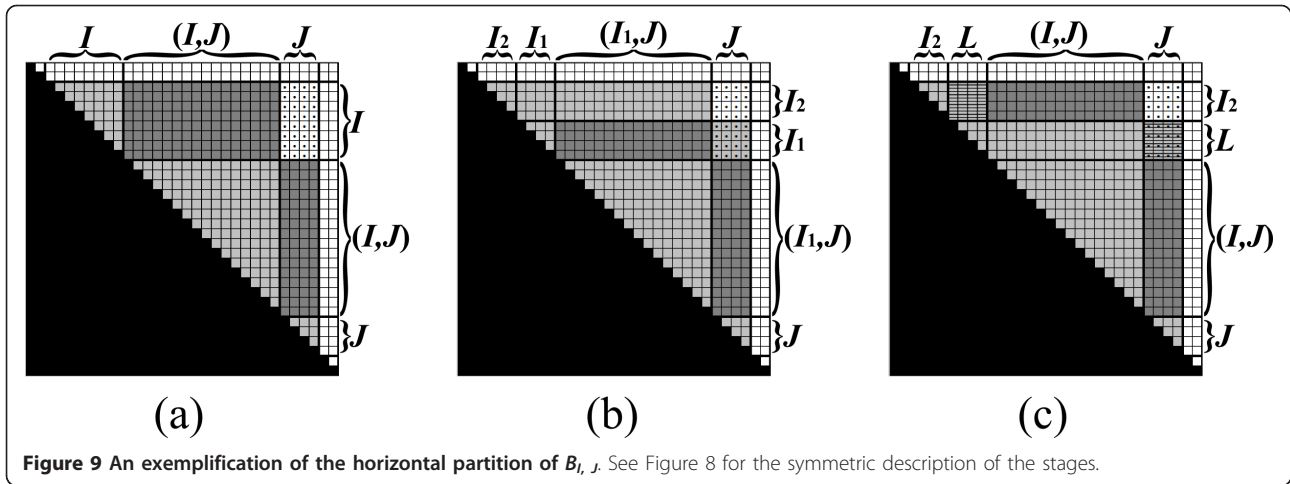 I (I,J) J
I
(I,J)
J
(a)
I2 I1 (I1,J) J
I2
I1
(I1,J)
J
(b)
I2 L (I,J) J
I2
L
(I,J)
J
(c)
Figure 9 An exemplification of the horizontal partition of BI, J. See Figure 8 for the symmetric description of the stages.